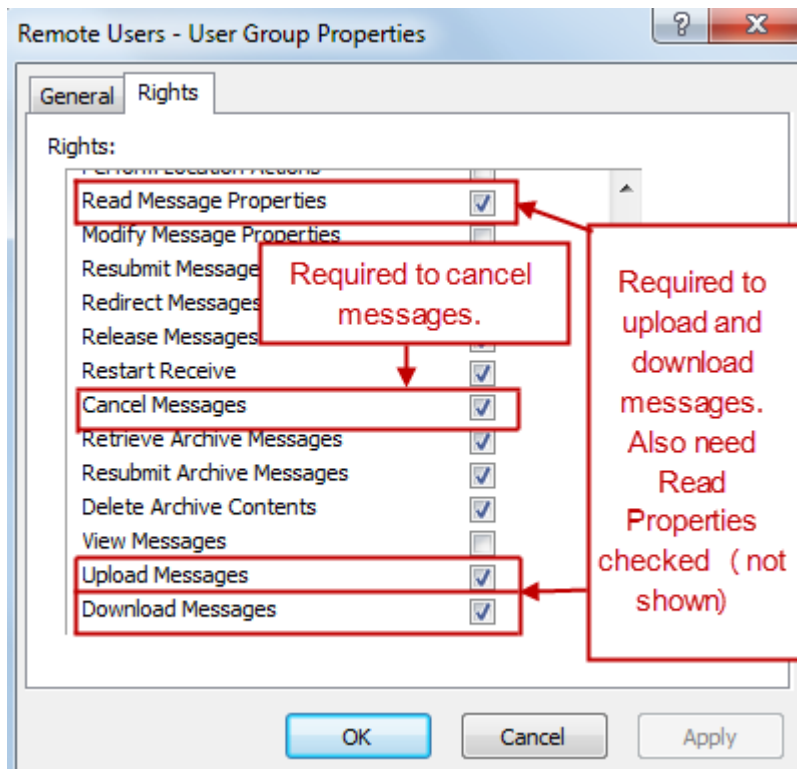 Remote Users - User Group Properties
General Rights
Rights:
Perform Location Actions
Read Message Properties
Modify Message Properties
Resubmit Message
Redirect Messages
Release Messages
Restart Receive
Cancel Messages
Retrieve Archive Messages
Resubmit Archive Messages
Delete Archive Contents
View Messages
Upload Messages
Download Messages
Required to cancel
messages.
Required to
upload and
download
messages.
Also need
Read
Properties
checked ( not
shown)
OK Cancel Apply